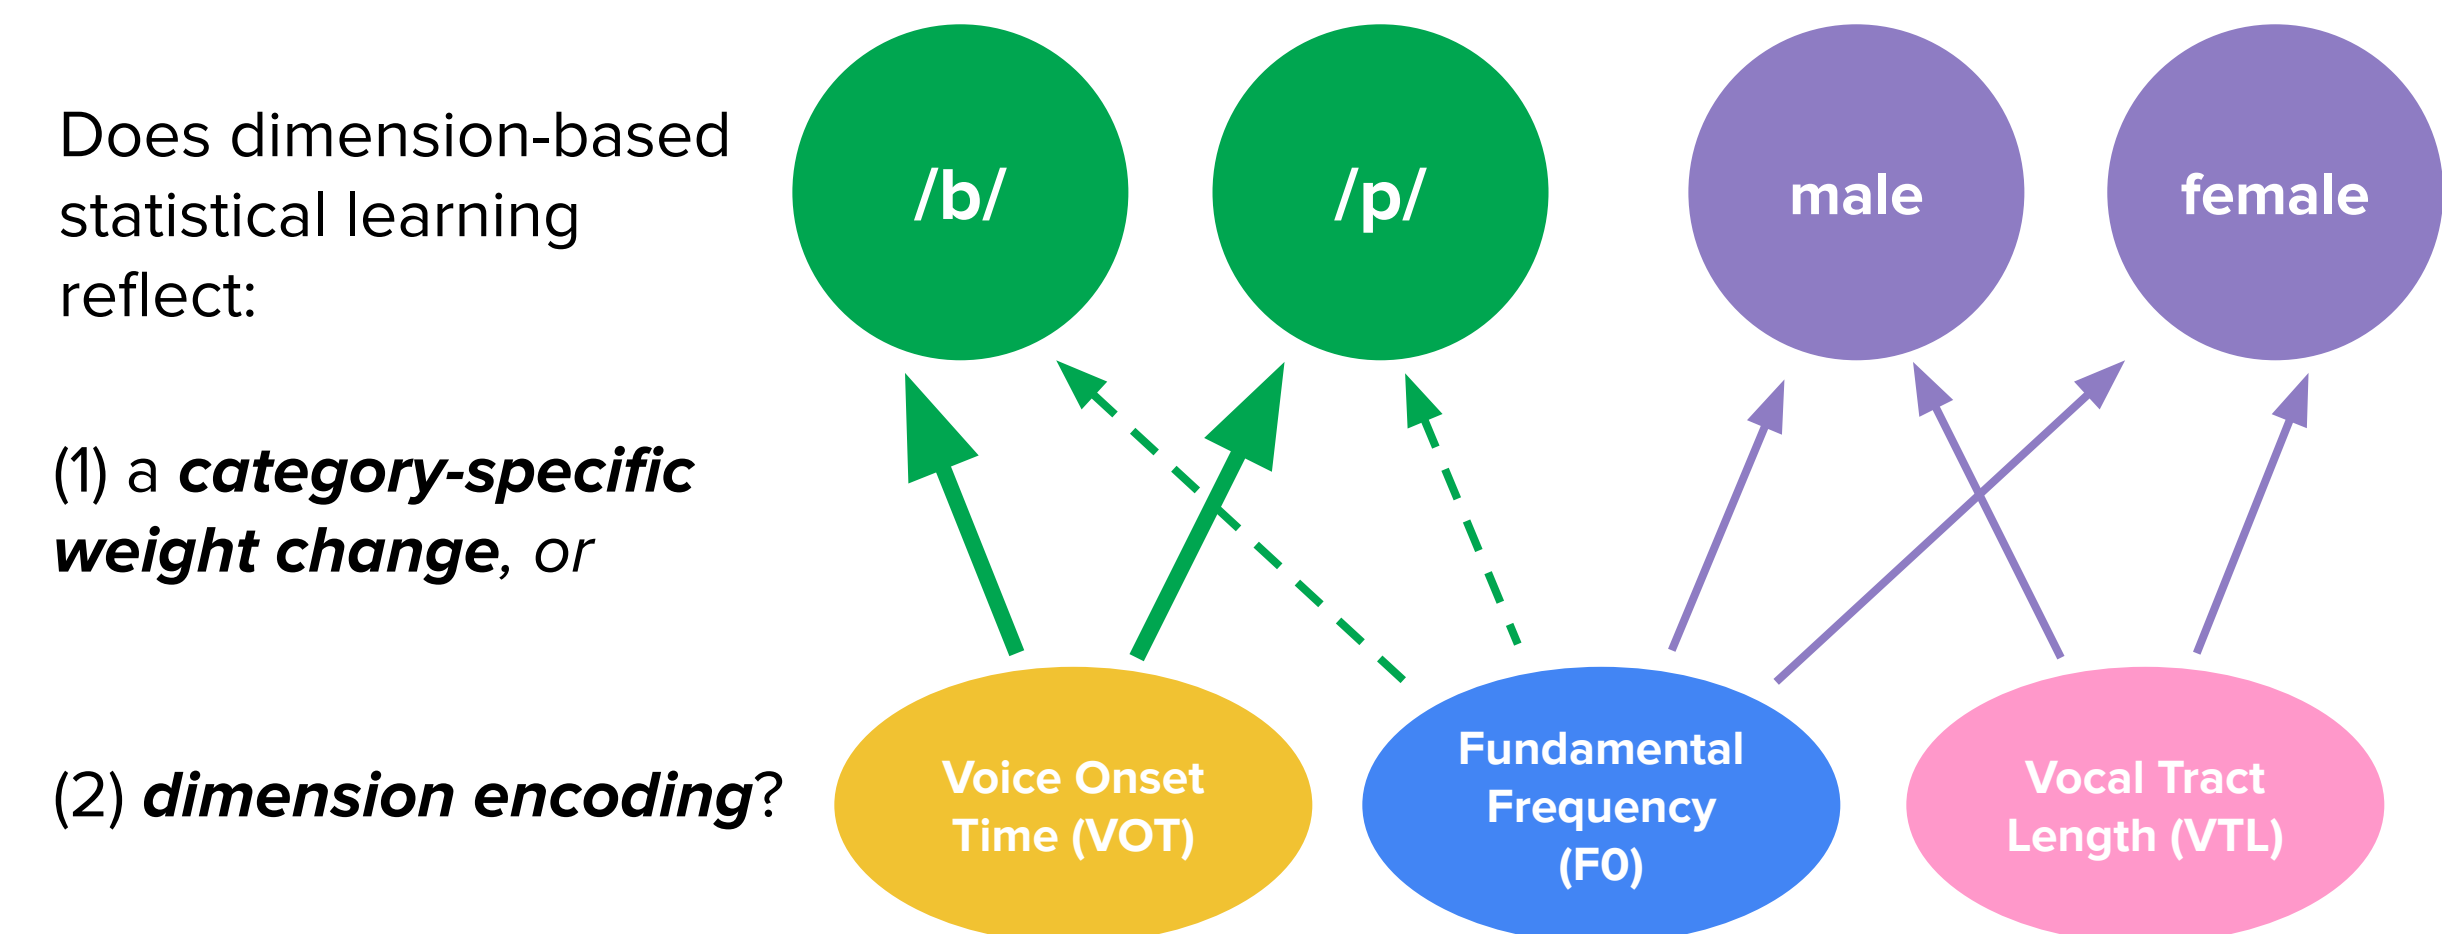 Does dimension-based
statistical learning
reflect:
(1) a category-specific
weight change, or
(2) dimension encoding?
/b/
/p/
male
female
Voice Onset
Time (VOT)
Fundamental
Frequency
(F0)
Vocal Tract
Length (VTL)